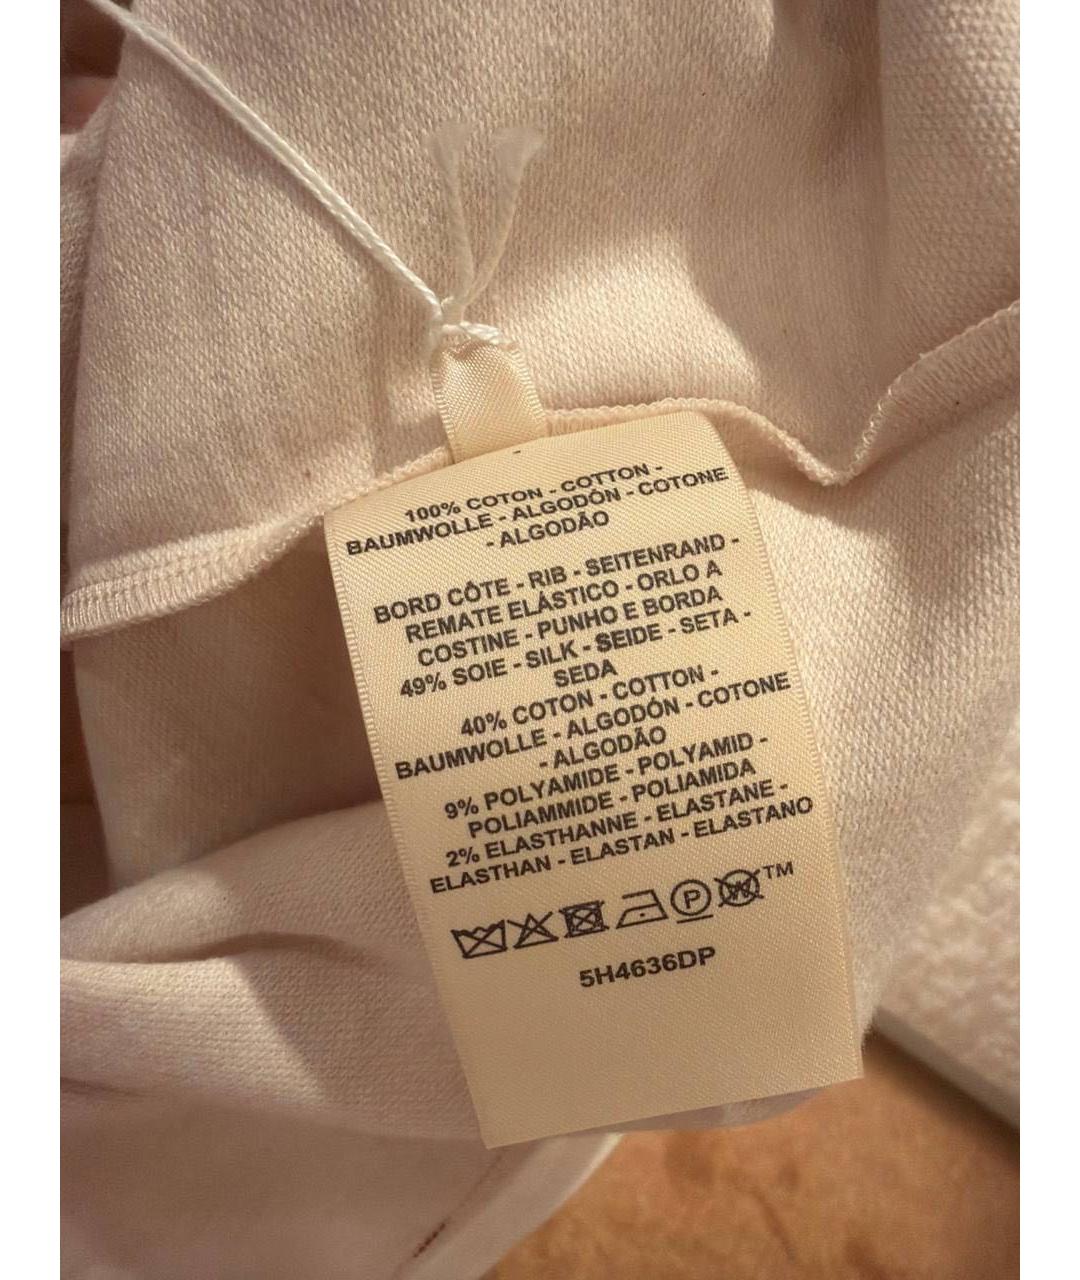 100% COTON - COTTON -
BAUMWOLLE - ALGODÓN - COTONE
- ALGODÃO
BORD CÔTE - RIB - SEITENRAND -
REMATE ELÁSTICO - ORLO A
COSTINE - PUNHO E BORDA
49% SOIE - SILK - SEIDE - SETA -
SEDA
40% COTON - COTTON -
BAUMWOLLE - ALGODÓN - COTONE
- ALGODÃO
9% POLYAMIDE - POLYAMID -
POLIAMMIDE - POLIAMIDA
2% ELASTHANNE - ELASTANE -
ELASTHAN - ELASTAN - ELASTANO
P W TM
5H4636DP